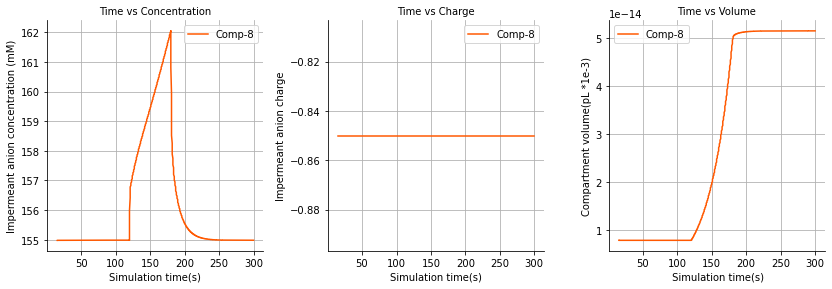 Time vs Concentration
Impermeant anion concentration (mM)
162
161
160
159
158
157
156
155
50 100 150 200 250 300
Simulation time(s)
Comp-8
Time vs Charge
Impermeant anion charge
−0.82
−0.84
−0.86
−0.88
50 100 150 200 250 300
Simulation time(s)
Comp-8
Time vs Volume
1e−14
Compartment volume(pL *1e-3)
5
4
3
2
1
50 100 150 200 250 300
Simulation time(s)
Comp-8